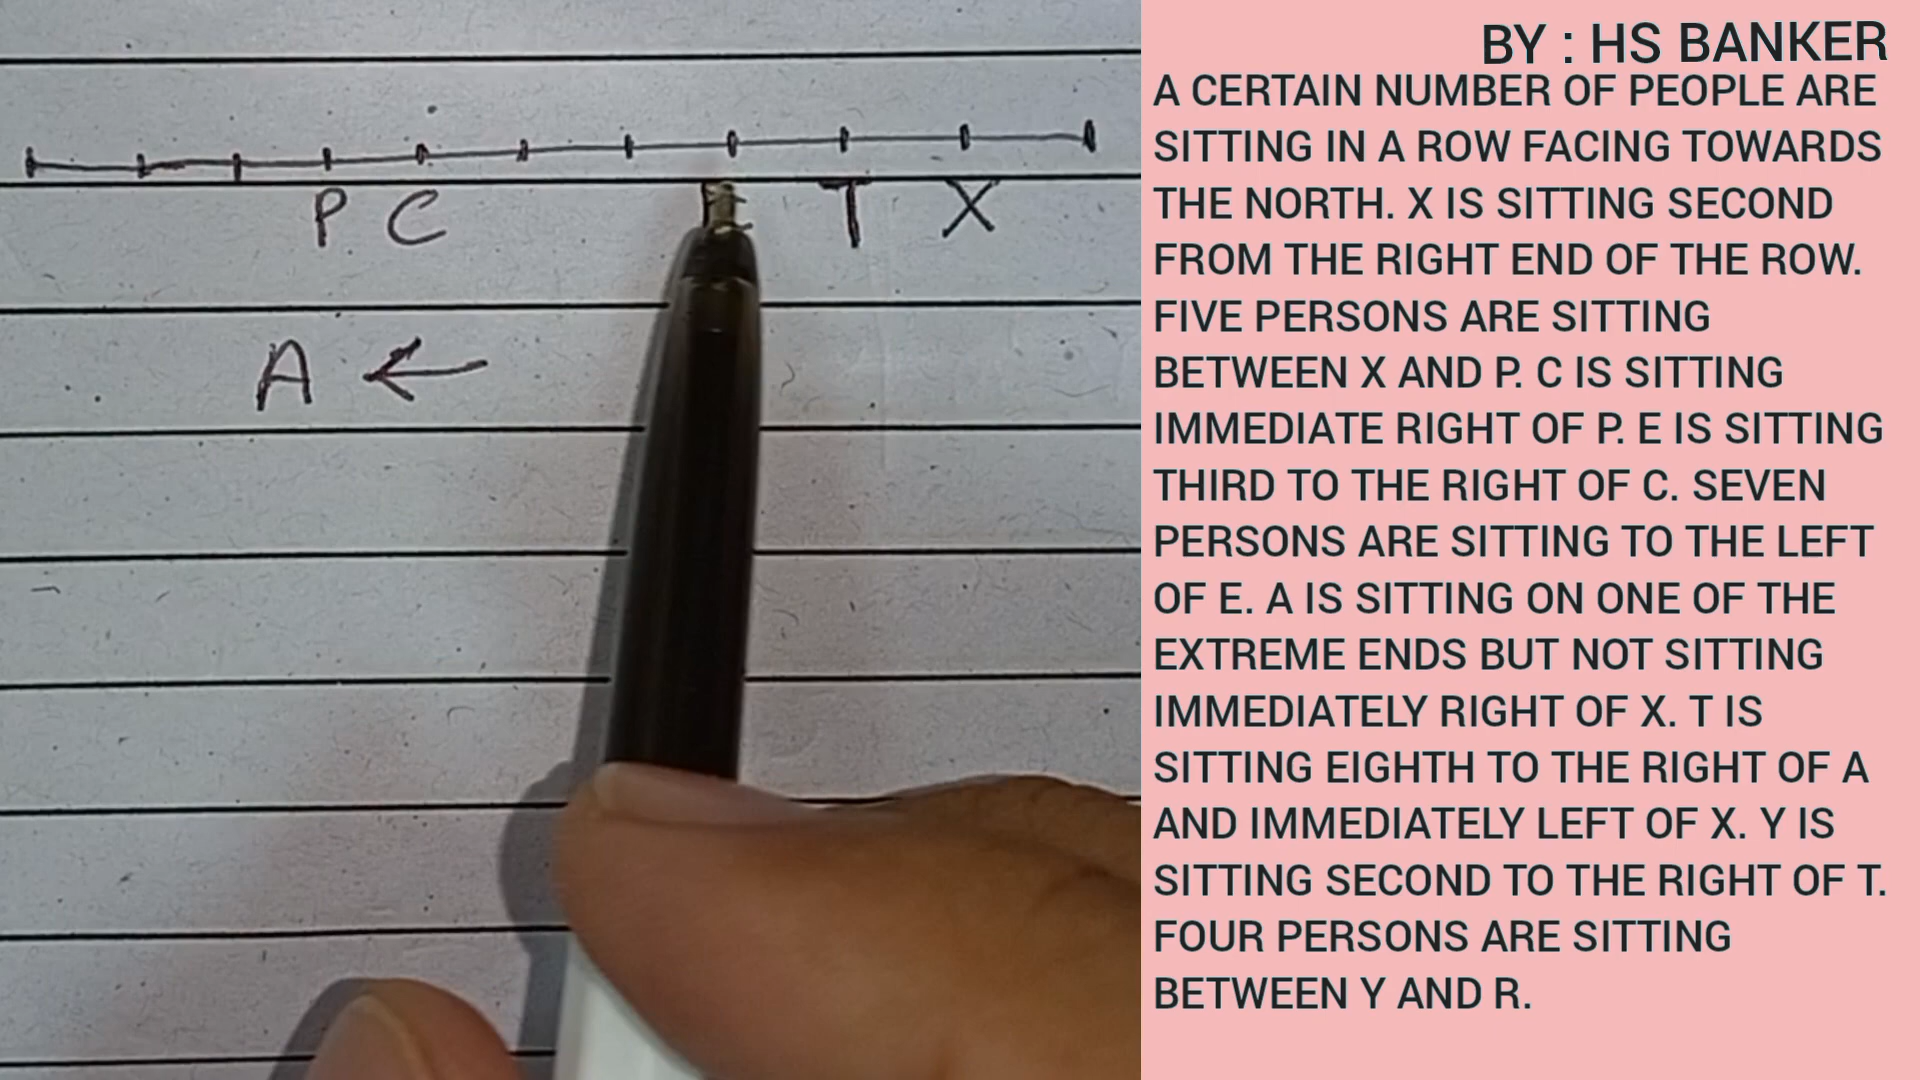 P C E T X
A ←
BY : HS BANKER
A CERTAIN NUMBER OF PEOPLE ARE
SITTING IN A ROW FACING TOWARDS
THE NORTH. X IS SITTING SECOND
FROM THE RIGHT END OF THE ROW.
FIVE PERSONS ARE SITTING
BETWEEN X AND P. C IS SITTING
IMMEDIATE RIGHT OF P. E IS SITTING
THIRD TO THE RIGHT OF C. SEVEN
PERSONS ARE SITTING TO THE LEFT
OF E. A IS SITTING ON ONE OF THE
EXTREME ENDS BUT NOT SITTING
IMMEDIATELY RIGHT OF X. T IS
SITTING EIGHTH TO THE RIGHT OF A
AND IMMEDIATELY LEFT OF X. Y IS
SITTING SECOND TO THE RIGHT OF T.
FOUR PERSONS ARE SITTING
BETWEEN Y AND R.